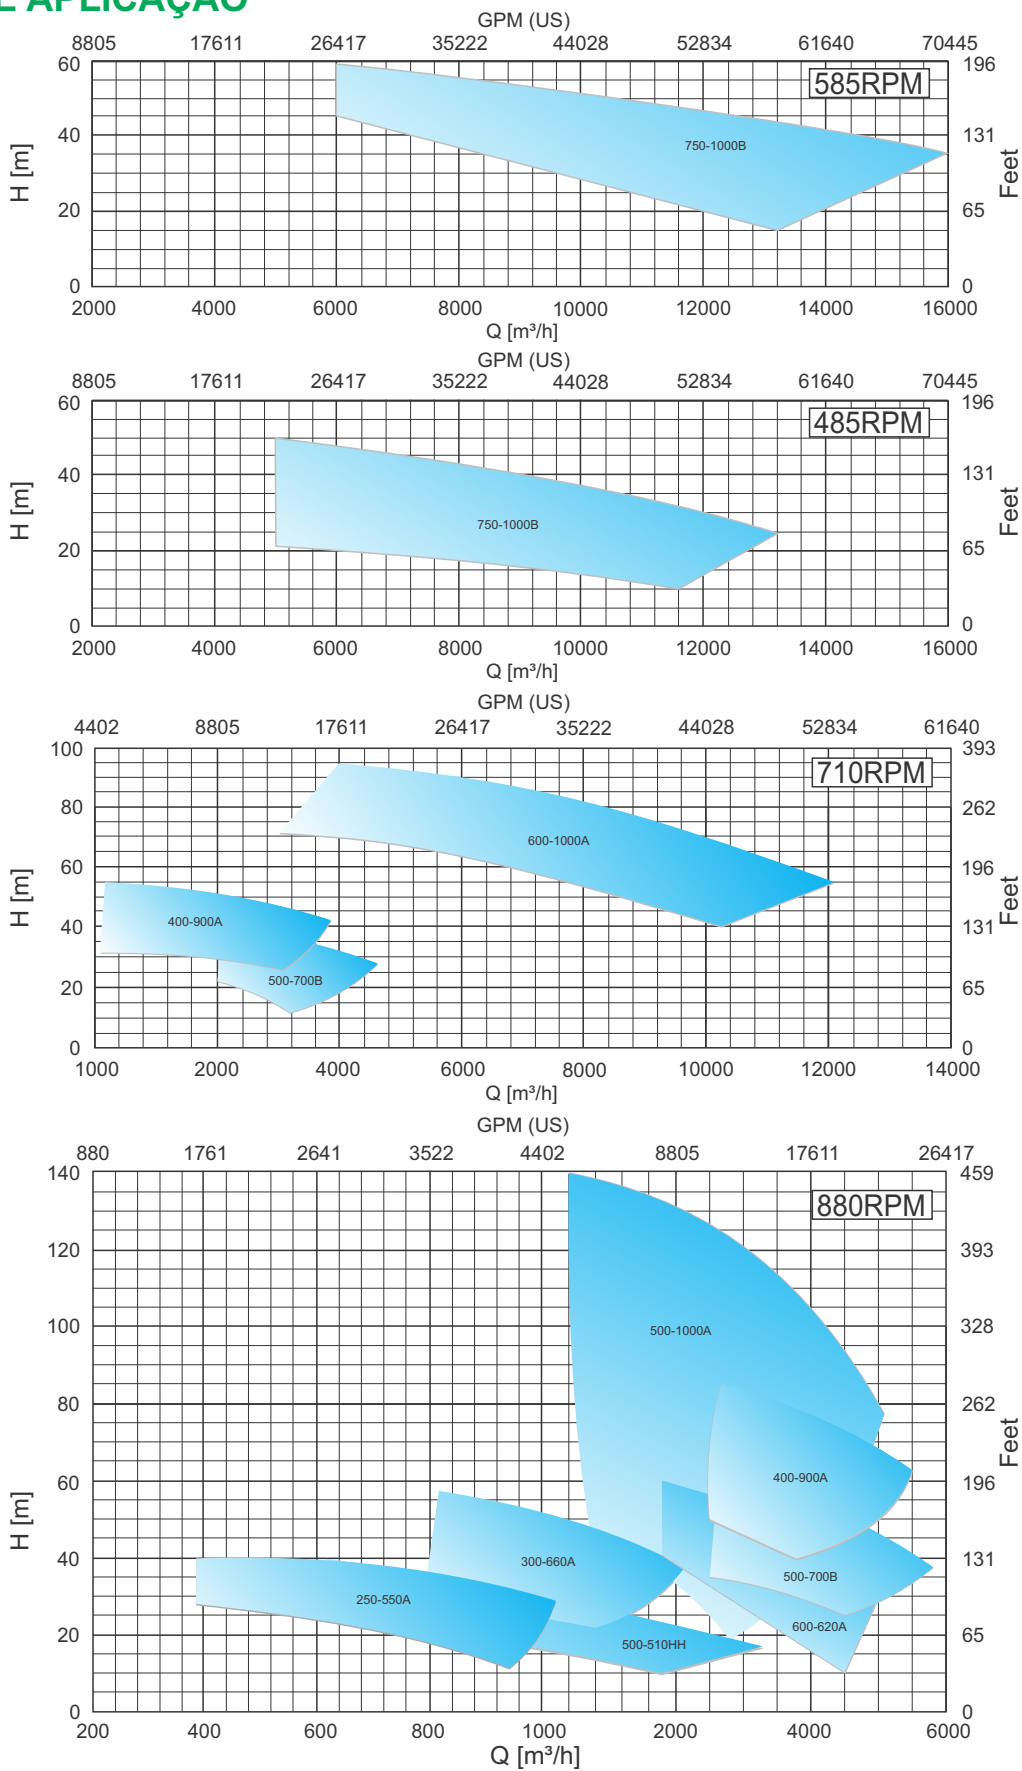 E APLICAÇÃO
GPM (US)
8805 17611 26417 35222 44028 52834 61640 70445
585RPM
60 196
40 131
20 65
0 0
H [m]
Feet
750-1000B
2000 4000 6000 8000 10000 12000 14000 16000
Q [m³/h]
GPM (US)
8805 17611 26417 35222 44028 52834 61640 70445
485RPM
60 196
40 131
20 65
0 0
H [m]
Feet
750-1000B
2000 4000 6000 8000 10000 12000 14000 16000
Q [m³/h]
GPM (US)
4402 8805 17611 26417 35222 44028 52834 61640
710RPM
100 393
80 262
60 196
40 131
20 65
0 0
H [m]
Feet
600-1000A
400-900A
500-700B
1000 2000 4000 6000 8000 10000 12000 14000
Q [m³/h]
GPM (US)
880 1761 2641 3522 4402 8805 17611 26417
880RPM
140 459
120 393
100 328
80 262
60 196
40 131
20 65
0 0
H [m]
Feet
500-1000A
400-900A
300-660A
500-700B
250-550A
600-620A
500-510HH
200 400 600 800 1000 2000 4000 6000
Q [m³/h]